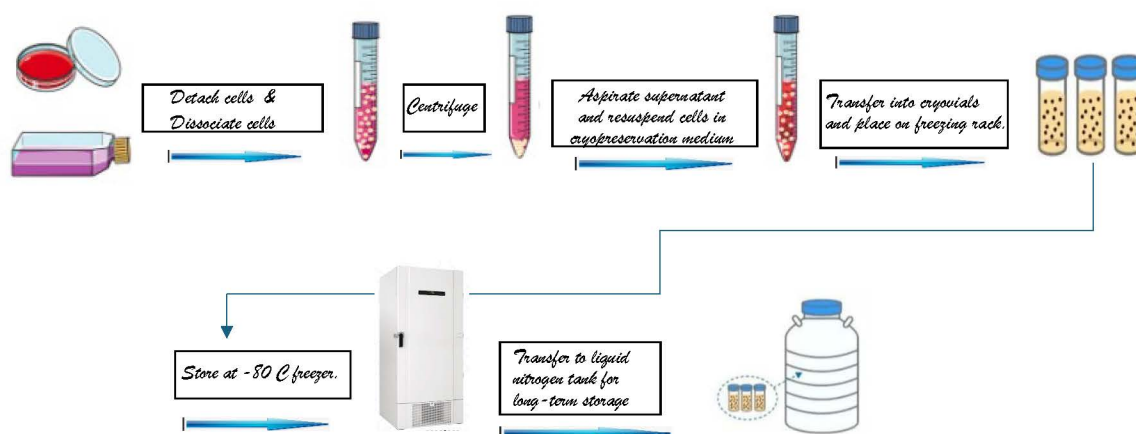 Detach cells &
Dissociate cells
Centrifuge
Aspirate supernatant
and resuspend cells in
cryopreservation medium
Transfer into cryovials
and place on freezing rack.
Store at -80 C freezer.
Transfer to liquid
nitrogen tank for
long-term storage